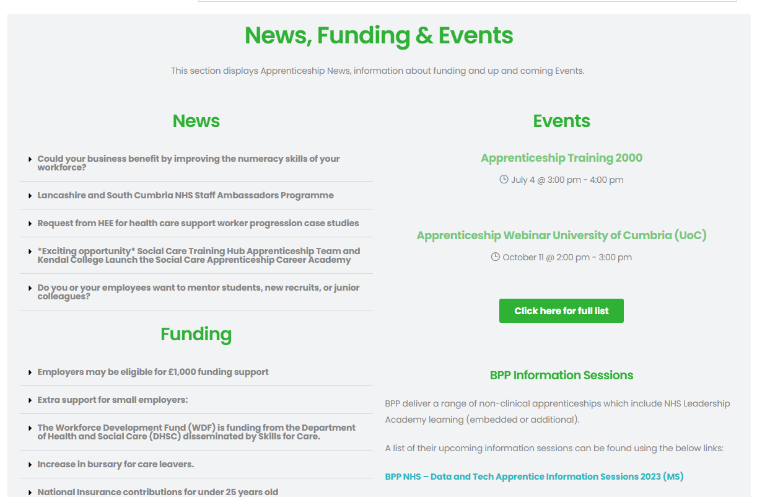 News, Funding & Events
This section displays Apprenticeship News, information about funding and up and coming Events.
News
Could your business benefit by improving the numeracy skills of your
workforce?
Lancashire and South Cumbria NHS Staff Ambassadors Programme
Request from HEE for health care support worker progression case studies
*Exciting opportunity* Social Care Training Hub Apprenticeship Team and
Kendal College Launch the Social Care Apprenticeship Career Academy
Do you or your employees want to mentor students, new recruits, or junior
colleagues?
Funding
Employers may be eligible for £1,000 funding support
Extra support for small employers:
The Workforce Development Fund (WDF) is funding from the Department
of Health and Social Care (DHSC) disseminated by Skills for Care.
Increase in bursary for care leavers.
National Insurance contributions for under 25 years old
Events
Apprenticeship Training 2000
July 4 @ 3:00 pm - 4:00 pm
Apprenticeship Webinar University of Cumbria (UoC)
October 11 @ 2:00 pm - 3:00 pm
Click here for full list
BPP Information Sessions
BPP deliver a range of non-clinical apprenticeships which include NHS Leadership
Academy learning (embedded or additional).
A list of their upcoming information sessions can be found using the below links:
BPP NHS – Data and Tech Apprentice Information Sessions 2023 (MS)